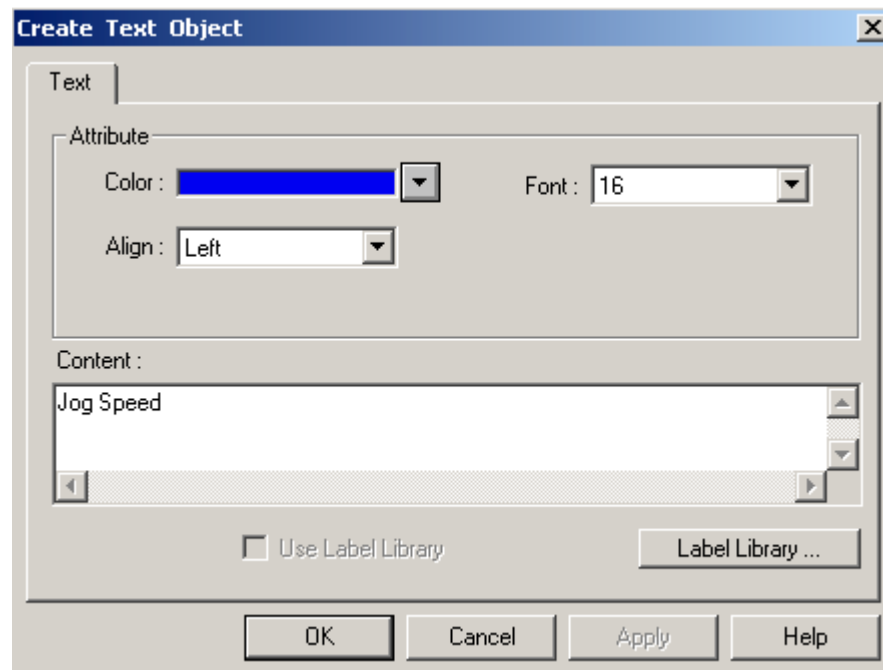 Create Text Object
Text
Attribute
Color : Font : 16
Align : Left
Content :
Jog Speed
Use Label Library Label Library ...
OK Cancel Apply Help